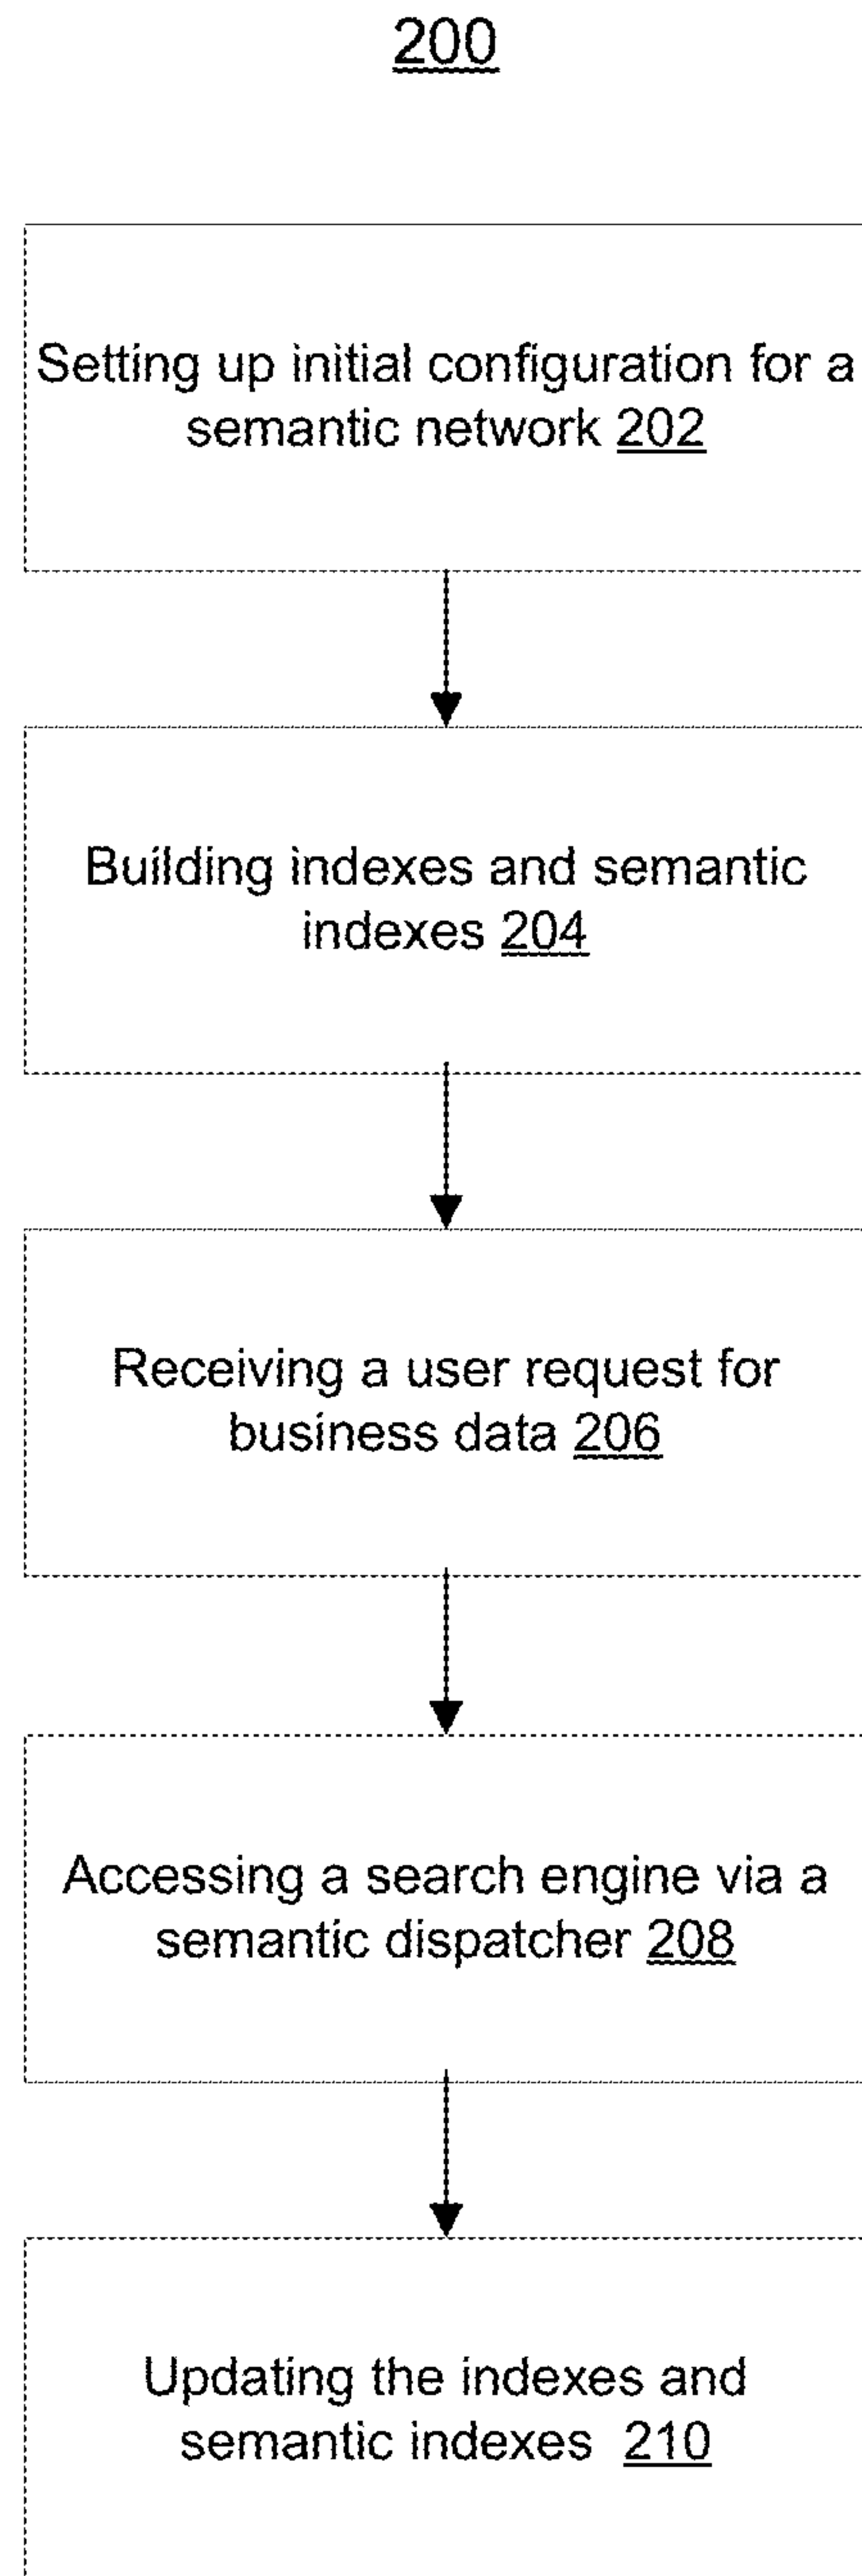 200
Setting up initial configuration for a
semantic network 202
Building indexes and semantic
indexes 204
Receiving a user request for
business data 206
Accessing a search engine via a
semantic dispatcher 208
Updating the indexes and
semantic indexes 210